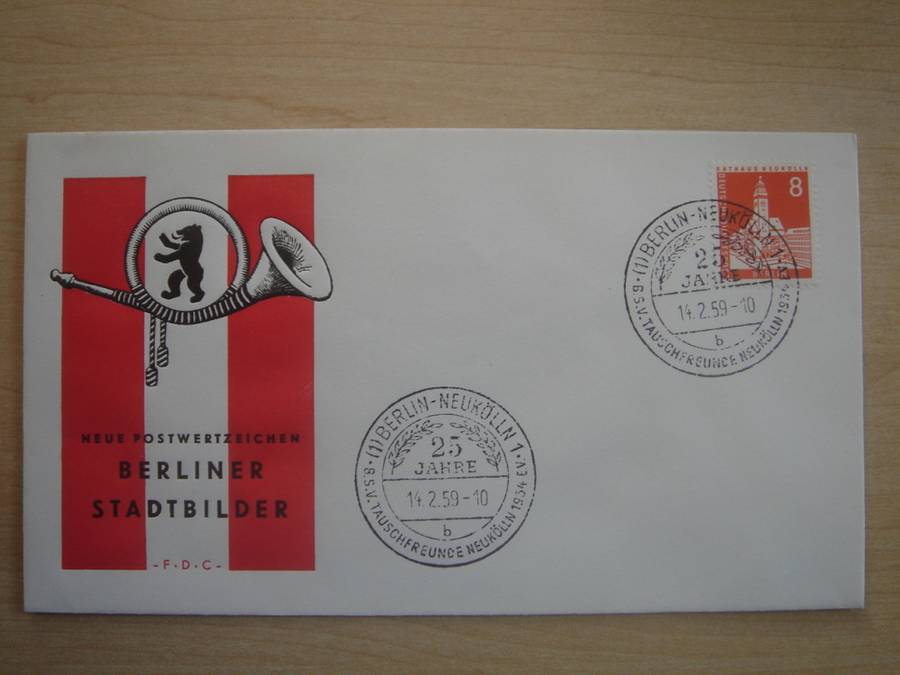 RATHAUS NEUKÖLLN
8
(1) BERLIN-NEUKÖLLN 1
25
JAHRE
14.2.59-10
b
B.S.V. TAUSCHFREUNDE NEUKÖLLN 1934 E.V.
NEUE POSTWERTZEICHEN
BERLINER
STADTBILDER
-F·D·C-
(1) BERLIN-NEUKÖLLN 1
25
JAHRE
14.2.59-10
b
B.S.V. TAUSCHFREUNDE NEUKÖLLN 1934 E.V.